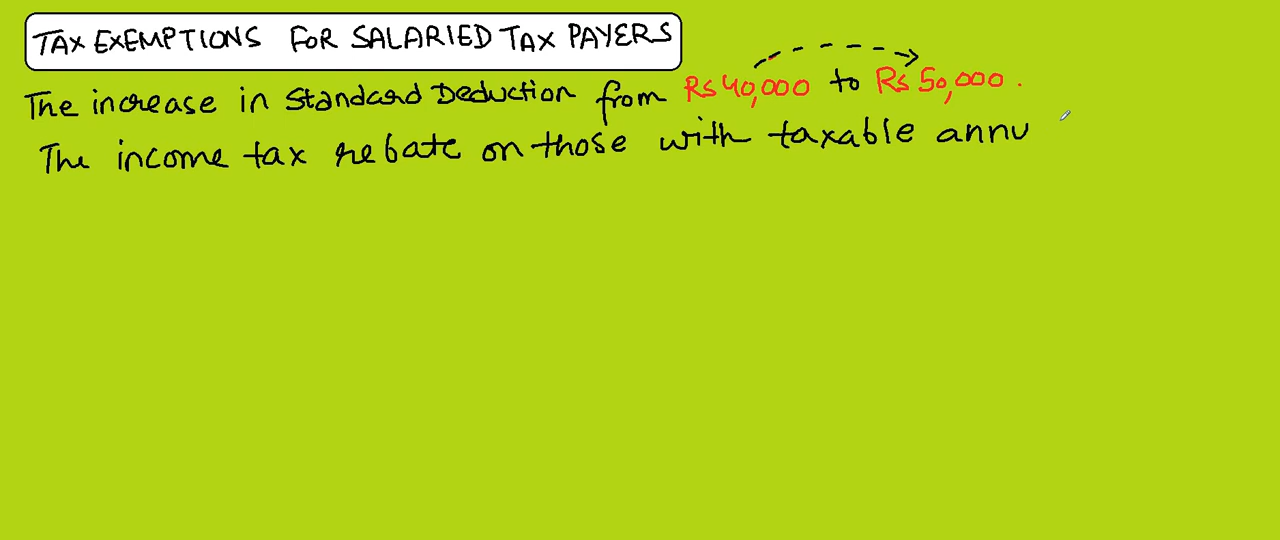 TAX EXEMPTIONS FOR SALARIED TAX PAYERS
The increase in Standard Deduction from Rs 40,000 to Rs 50,000.
The income tax rebate on those with taxable annu